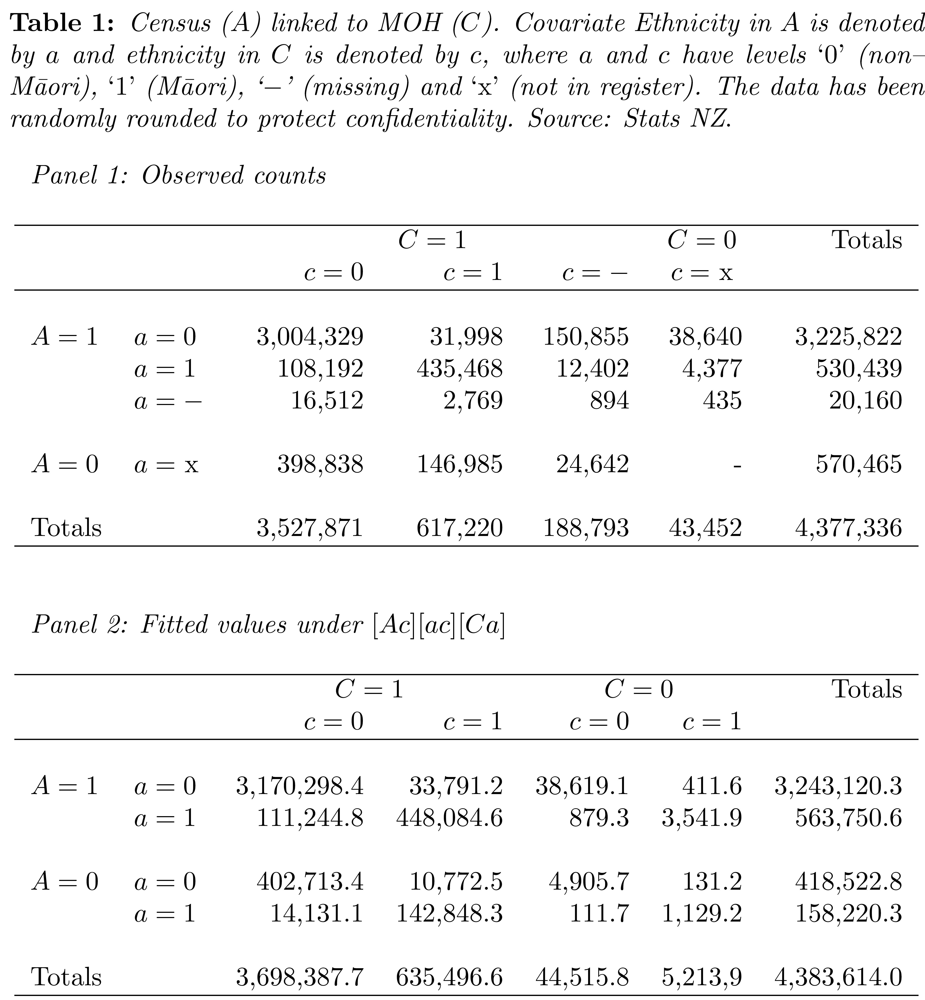 Table 1: Census (A) linked to MOH (C). Covariate Ethnicity in A is denoted
by a and ethnicity in C is denoted by c, where a and c have levels ‘0’ (non–
Māori), ‘1’ (Māori), ‘−’ (missing) and ‘x’ (not in register). The data has been
randomly rounded to protect confidentiality. Source: Stats NZ.
Panel 1: Observed counts
C = 1 C = 0 Totals
c = 0 c = 1 c = − c = x
A = 1 a = 0 3,004,329 31,998 150,855 38,640 3,225,822
a = 1 108,192 435,468 12,402 4,377 530,439
a = − 16,512 2,769 894 435 20,160
A = 0 a = x 398,838 146,985 24,642 - 570,465
Totals 3,527,871 617,220 188,793 43,452 4,377,336
Panel 2: Fitted values under [Ac][ac][Ca]
C = 1 C = 0 Totals
c = 0 c = 1 c = 0 c = 1
A = 1 a = 0 3,170,298.4 33,791.2 38,619.1 411.6 3,243,120.3
a = 1 111,244.8 448,084.6 879.3 3,541.9 563,750.6
A = 0 a = 0 402,713.4 10,772.5 4,905.7 131.2 418,522.8
a = 1 14,131.1 142,848.3 111.7 1,129.2 158,220.3
Totals 3,698,387.7 635,496.6 44,515.8 5,213,9 4,383,614.0